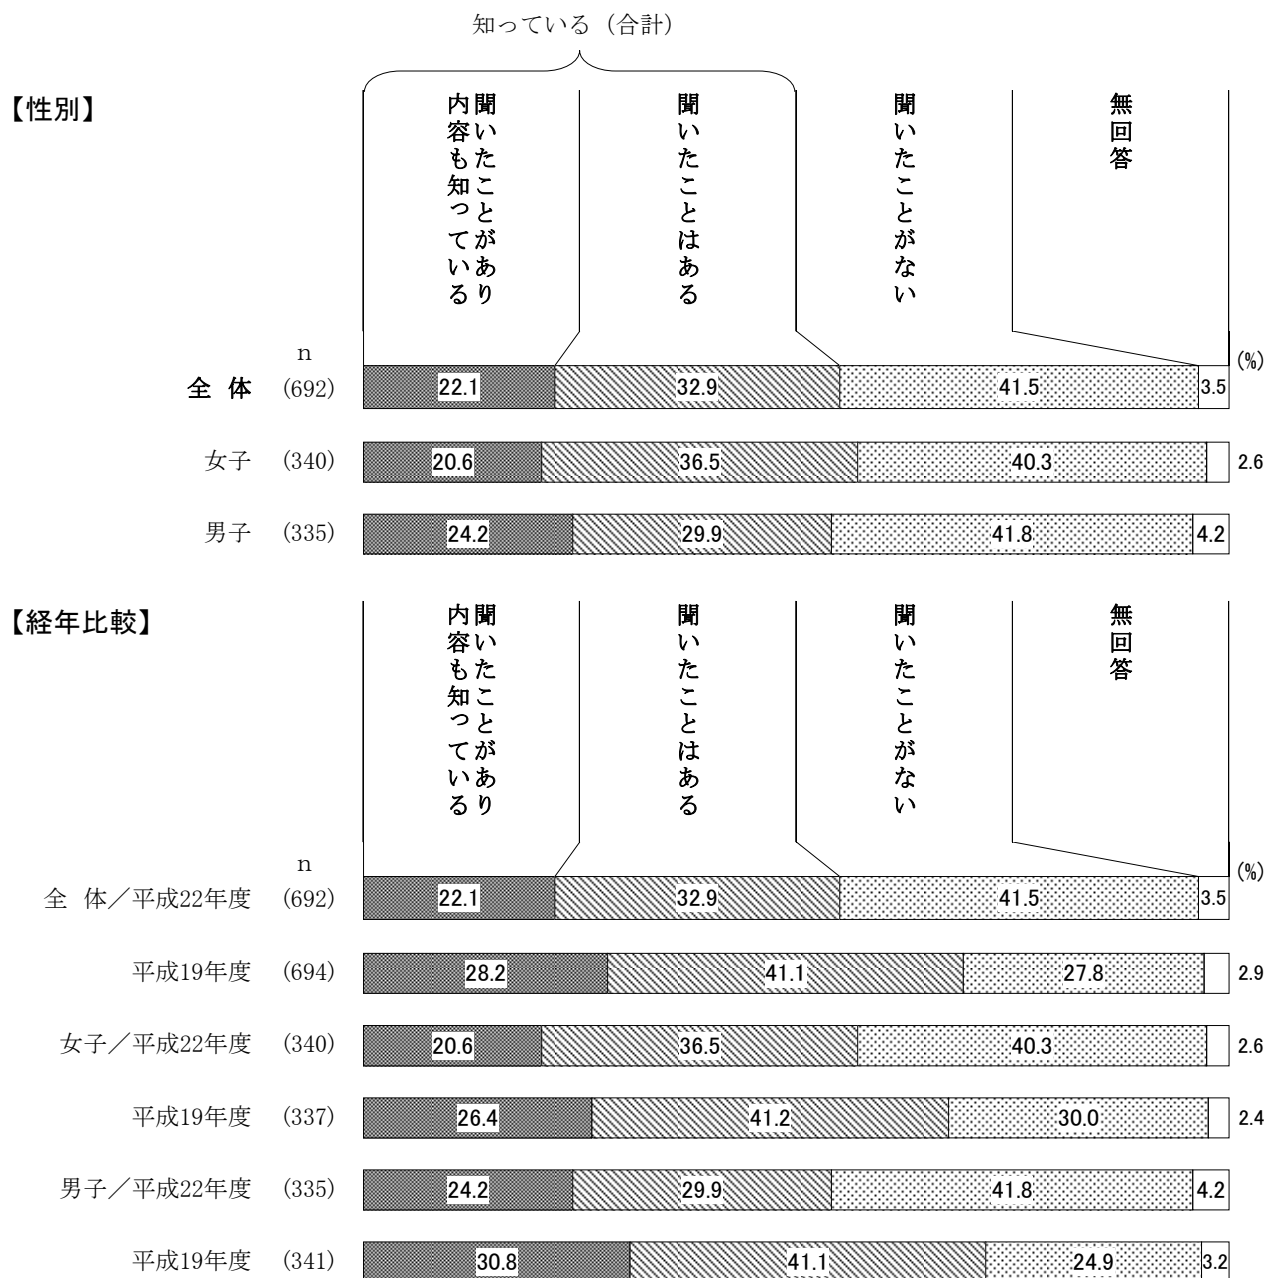 知っている（合計）
【性別】
聞いたことがあり
内容も知っている
聞いたことはある
聞いたことがない
無回答
n
(%)
全 体 (692) 22.1 32.9 41.5 3.5
女子 (340) 20.6 36.5 40.3 2.6
男子 (335) 24.2 29.9 41.8 4.2
【経年比較】
聞いたことがあり
内容も知っている
聞いたことはある
聞いたことがない
無回答
n
(%)
全 体／平成22年度 (692) 22.1 32.9 41.5 3.5
平成19年度 (694) 28.2 41.1 27.8 2.9
女子／平成22年度 (340) 20.6 36.5 40.3 2.6
平成19年度 (337) 26.4 41.2 30.0 2.4
男子／平成22年度 (335) 24.2 29.9 41.8 4.2
平成19年度 (341) 30.8 41.1 24.9 3.2